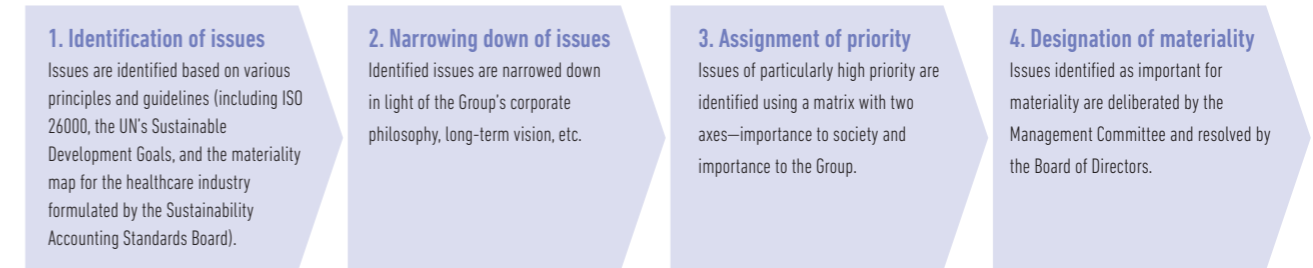 1. Identification of issues
Issues are identified based on various
principles and guidelines (including ISO
26000, the UN's Sustainable
Development Goals, and the materiality
map for the healthcare industry
formulated by the Sustainability
Accounting Standards Board).
2. Narrowing down of issues
Identified issues are narrowed down
in light of the Group's corporate
philosophy, long-term vision, etc.
3. Assignment of priority
Issues of particularly high priority are
identified using a matrix with two
axes—importance to society and
importance to the Group.
4. Designation of materiality
Issues identified as important for
materiality are deliberated by the
Management Committee and resolved by
the Board of Directors.